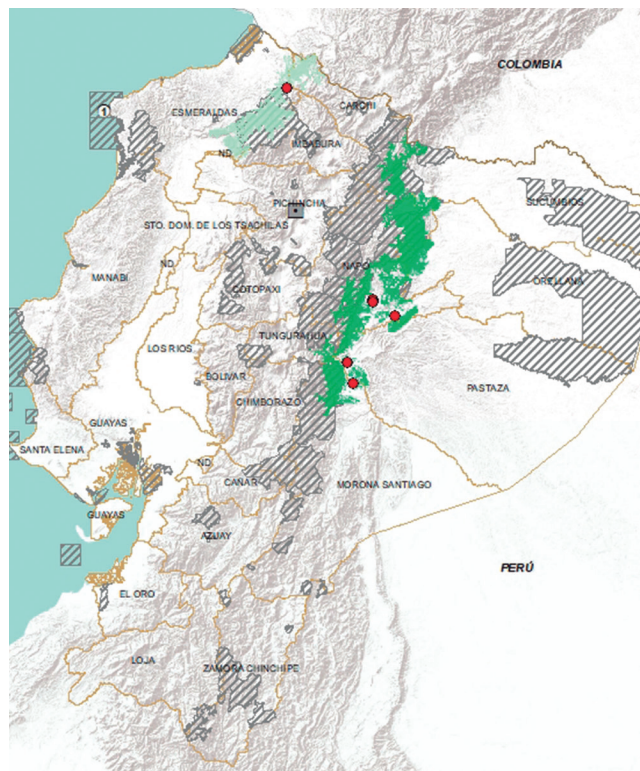 COLOMBIA
1
ESMERALDAS
CARCHI
IMBABURA
ND
PICHINCHA
SUCUMBIOS
STO. DOM. DE LOS TSACHILAS
ND
NAPO
MANABI
ORELLANA
COTOPAXI
TUNGURAHUA
LOS RIOS
BOLIVAR
PASTAZA
CHIMBORAZO
GUAYAS
SANTA ELENA
ND
CAÑAR
MORONA SANTIAGO
GUAYAS
AZUAY
PERÚ
EL ORO
LOJA
ZAMORA CHINCHIPE